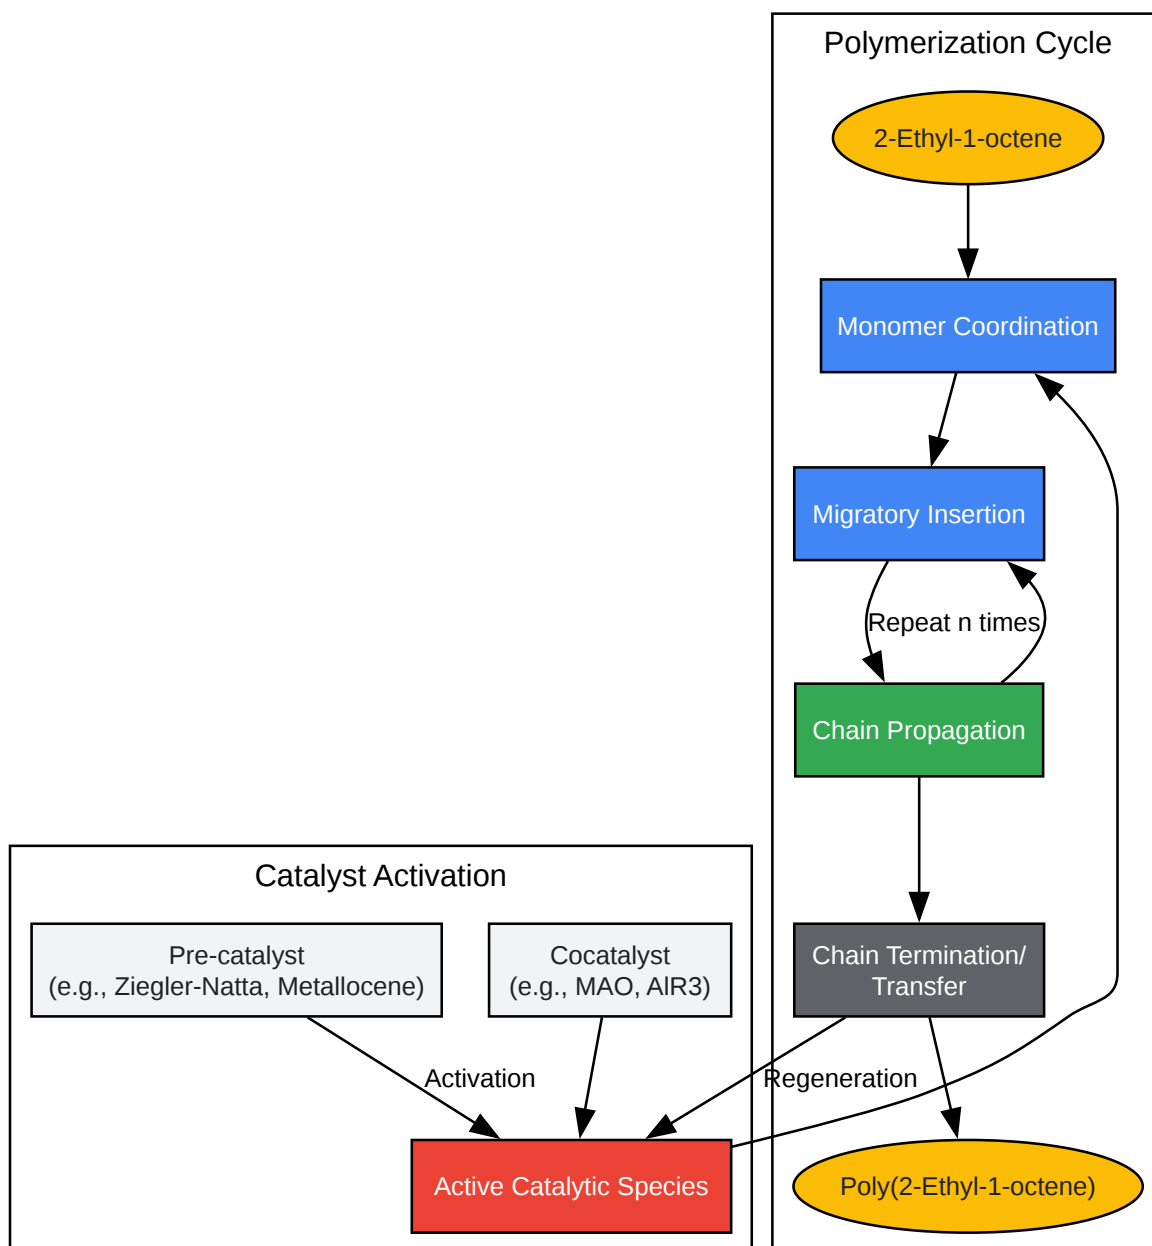 Polymerization Cycle
2-Ethyl-1-octene
Monomer Coordination
Migratory Insertion
Repeat n times
Chain Propagation
Catalyst Activation
Pre-catalyst
(e.g., Ziegler-Natta, Metallocene)
Cocatalyst
(e.g., MAO, AlR3)
Chain Termination/
Transfer
Activation
Regeneration
Active Catalytic Species
Poly(2-Ethyl-1-octene)